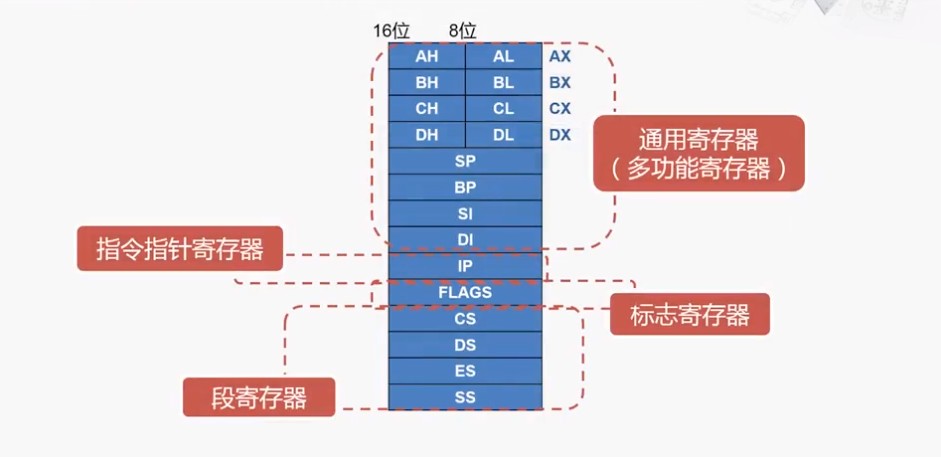 16位 8位
AH AL AX
BH BL BX
CH CL CX
DH DL DX
通用寄存器
（多功能寄存器）
SP
BP
SI
DI
指令指针寄存器
IP
FLAGS
标志寄存器
CS
DS
ES
段寄存器
SS